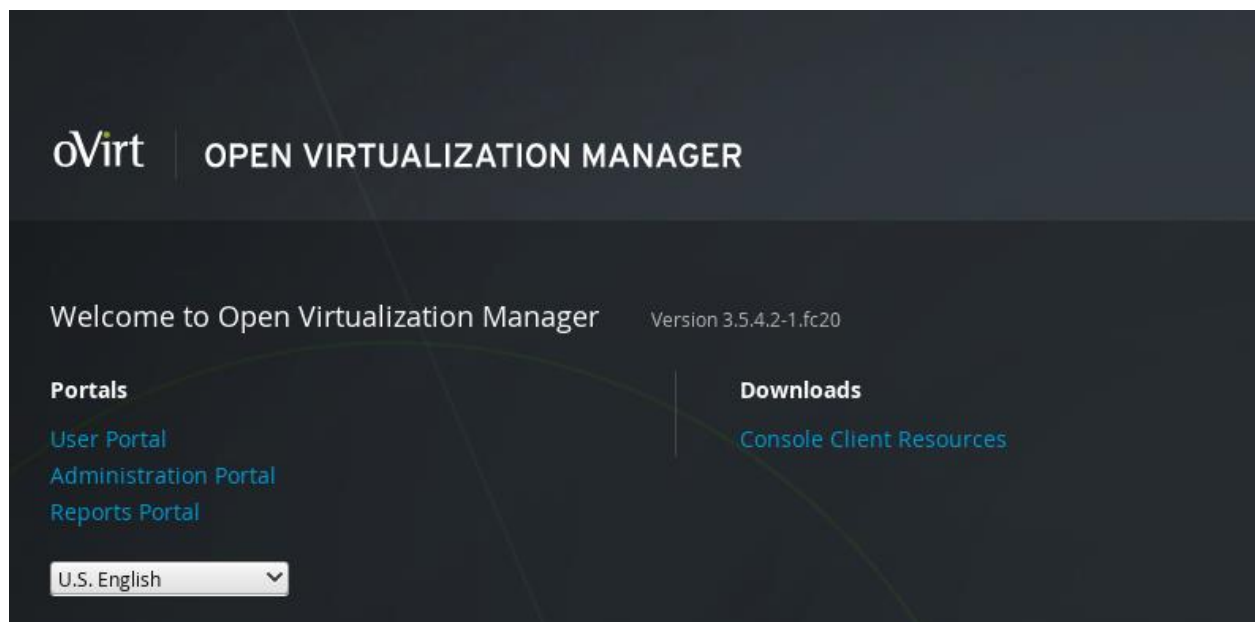 oVirt OPEN VIRTUALIZATION MANAGER
Welcome to Open Virtualization Manager Version 3.5.4.2-1.fc20
Portals
User Portal
Administration Portal
Reports Portal
Downloads
Console Client Resources
U.S. English